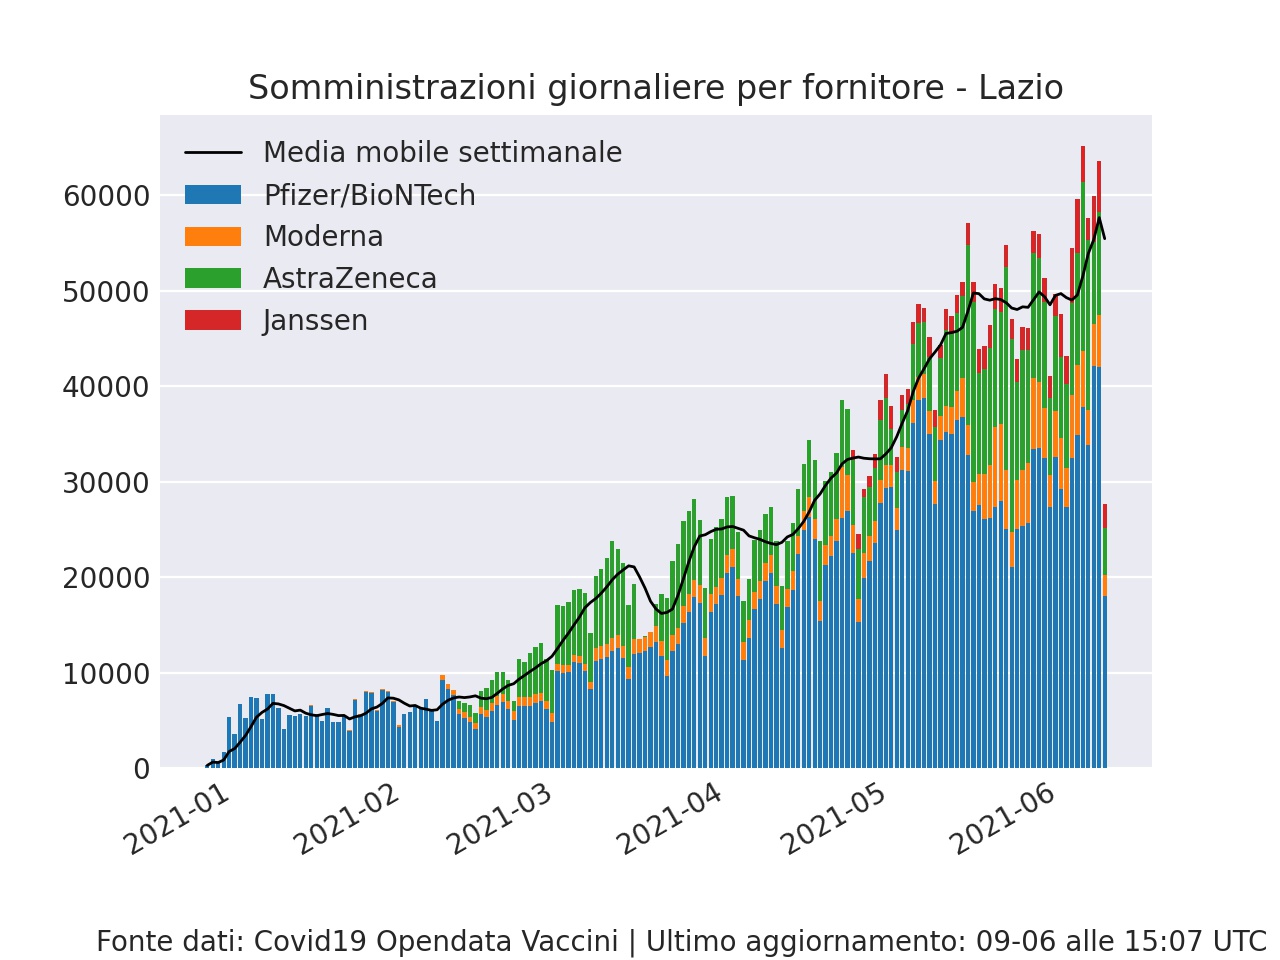 Somministrazioni giornaliere per fornitore - Lazio
Media mobile settimanale
Pfizer/BioNTech
Moderna
AstraZeneca
Janssen
60000
50000
40000
30000
20000
10000
0
2021-01
2021-02
2021-03
2021-04
2021-05
2021-06
Fonte dati: Covid19 Opendata Vaccini | Ultimo aggiornamento: 09-06 alle 15:07 UTC